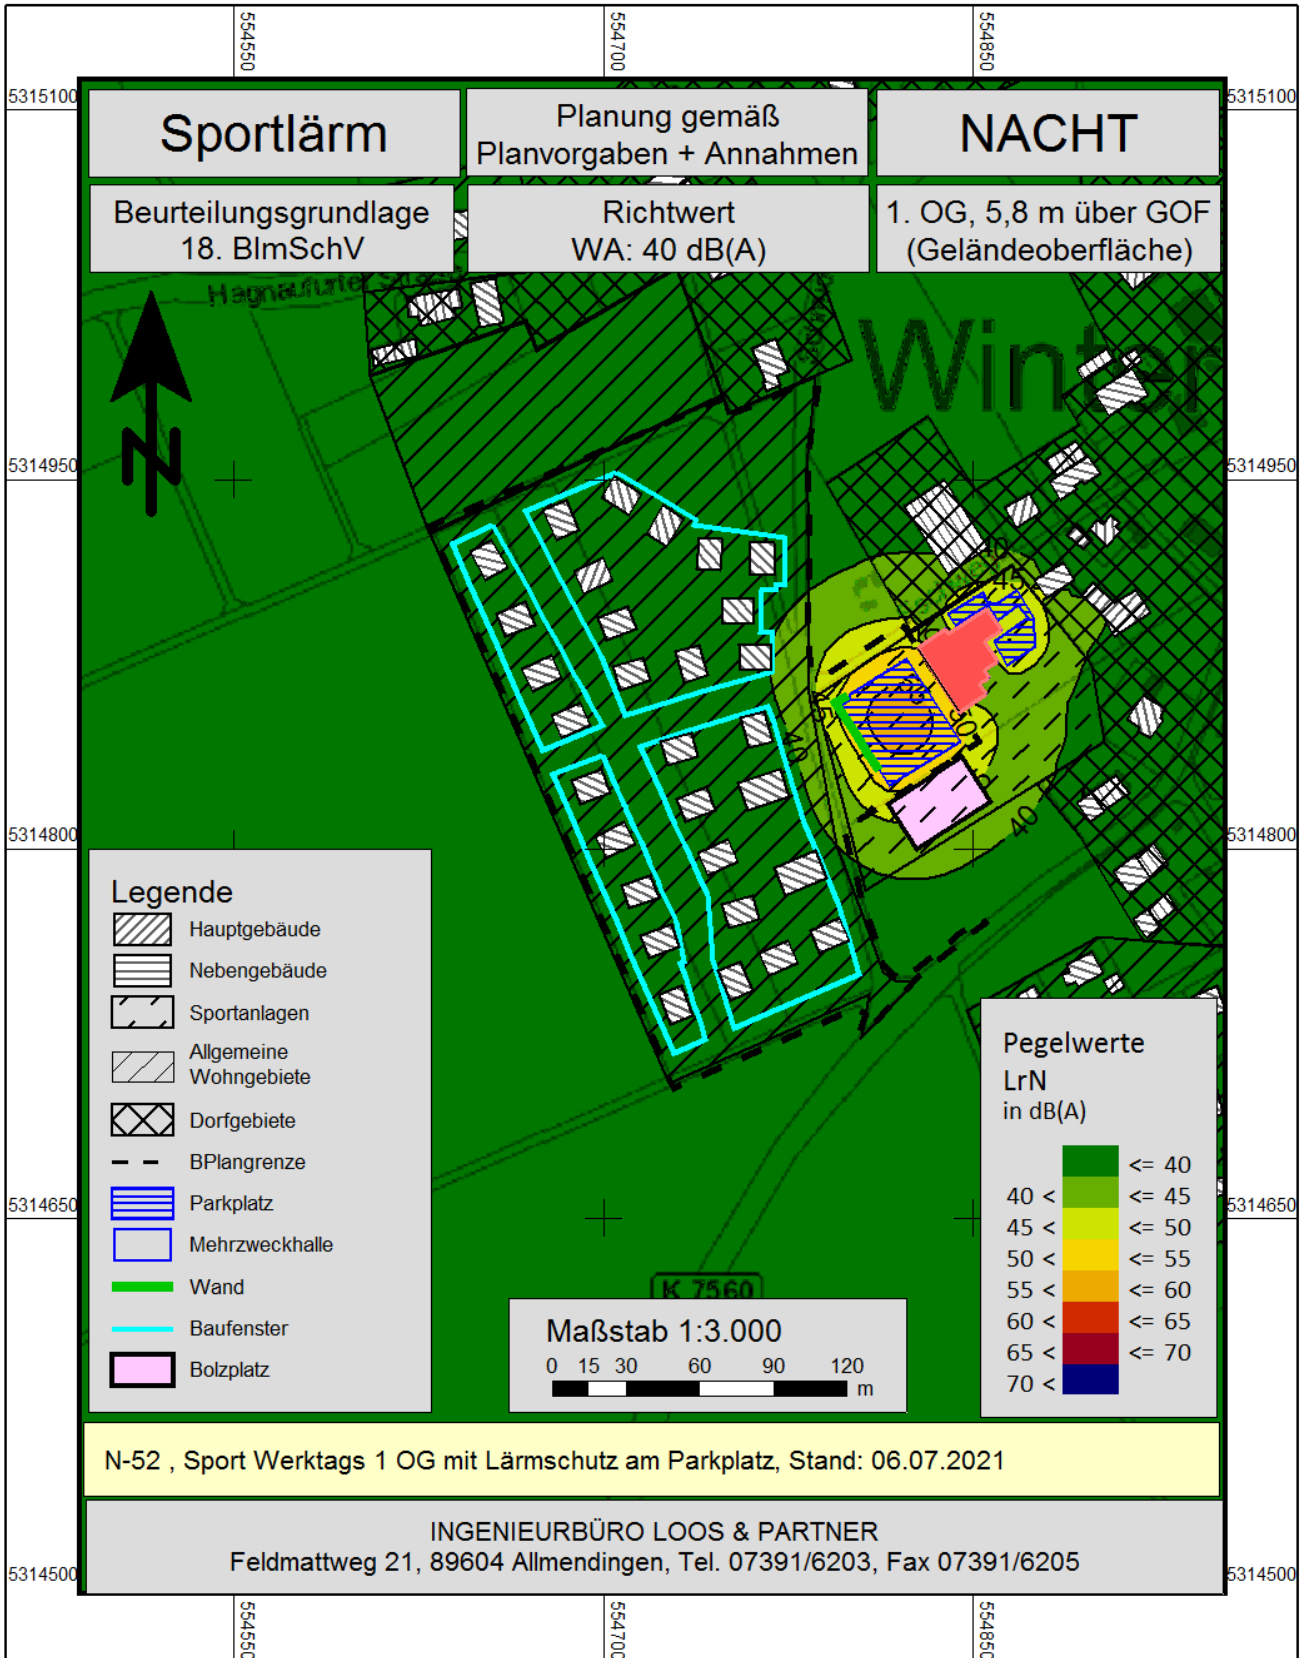 554550
554700
554850
5315100
5315100
Sportlärm
Planung gemäß
Planvorgaben + Annahmen
NACHT
Beurteilungsgrundlage
18. BlmSchV
Richtwert
WA: 40 dB(A)
1. OG, 5,8 m über GOF
(Geländeoberfläche)
Winter
N
5314950
5314950
40
45
45
50
40
40
5314800
5314800
Legende
Hauptgebäude
Nebengebäude
Sportanlagen
Allgemeine
Wohngebiete
Dorfgebiete
BPlangrenze
Parkplatz
Mehrzweckhalle
Wand
Baufenster
Bolzplatz
Pegelwerte
LrN
in dB(A)
<= 40
40 < <= 45
45 < <= 50
50 < <= 55
55 < <= 60
60 < <= 65
65 < <= 70
70 <
5314650
5314650
K 7560
Maßstab 1:3.000
0 15 30 60 90 120
m
N-52 , Sport Werktags 1 OG mit Lärmschutz am Parkplatz, Stand: 06.07.2021
INGENIEURBÜRO LOOS & PARTNER
Feldmattweg 21, 89604 Allmendingen, Tel. 07391/6203, Fax 07391/6205
5314500
5314500
554550
554700
554850